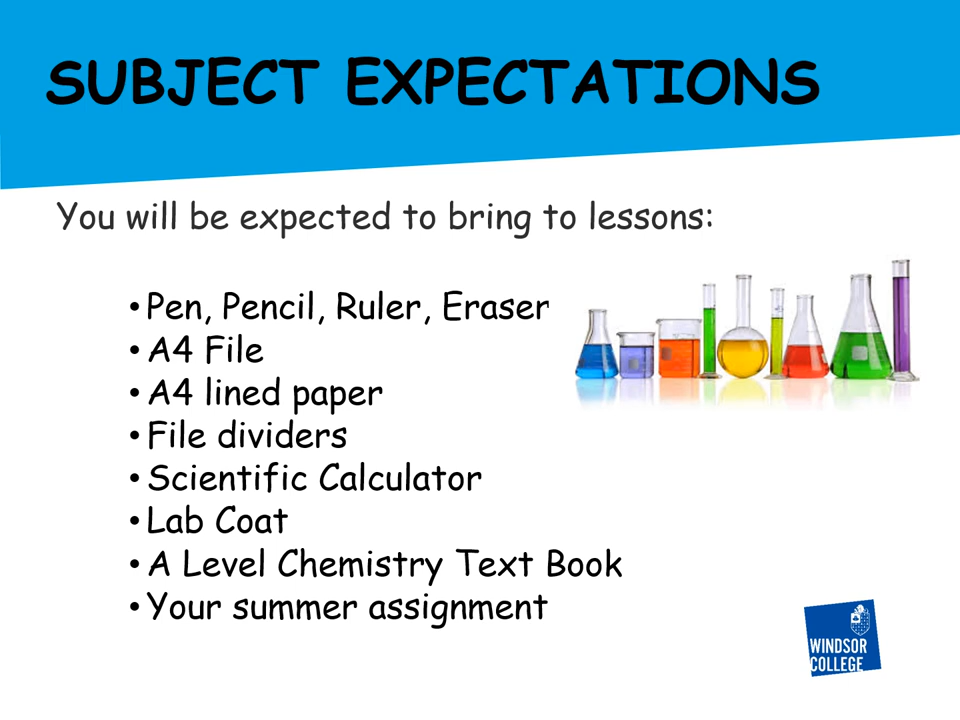 SUBJECT EXPECTATIONS
You will be expected to bring to lessons:
• Pen, Pencil, Ruler, Eraser
• A4 File
• A4 lined paper
• File dividers
• Scientific Calculator
• Lab Coat
• A Level Chemistry Text Book
• Your summer assignment
WINDSOR
COLLEGE